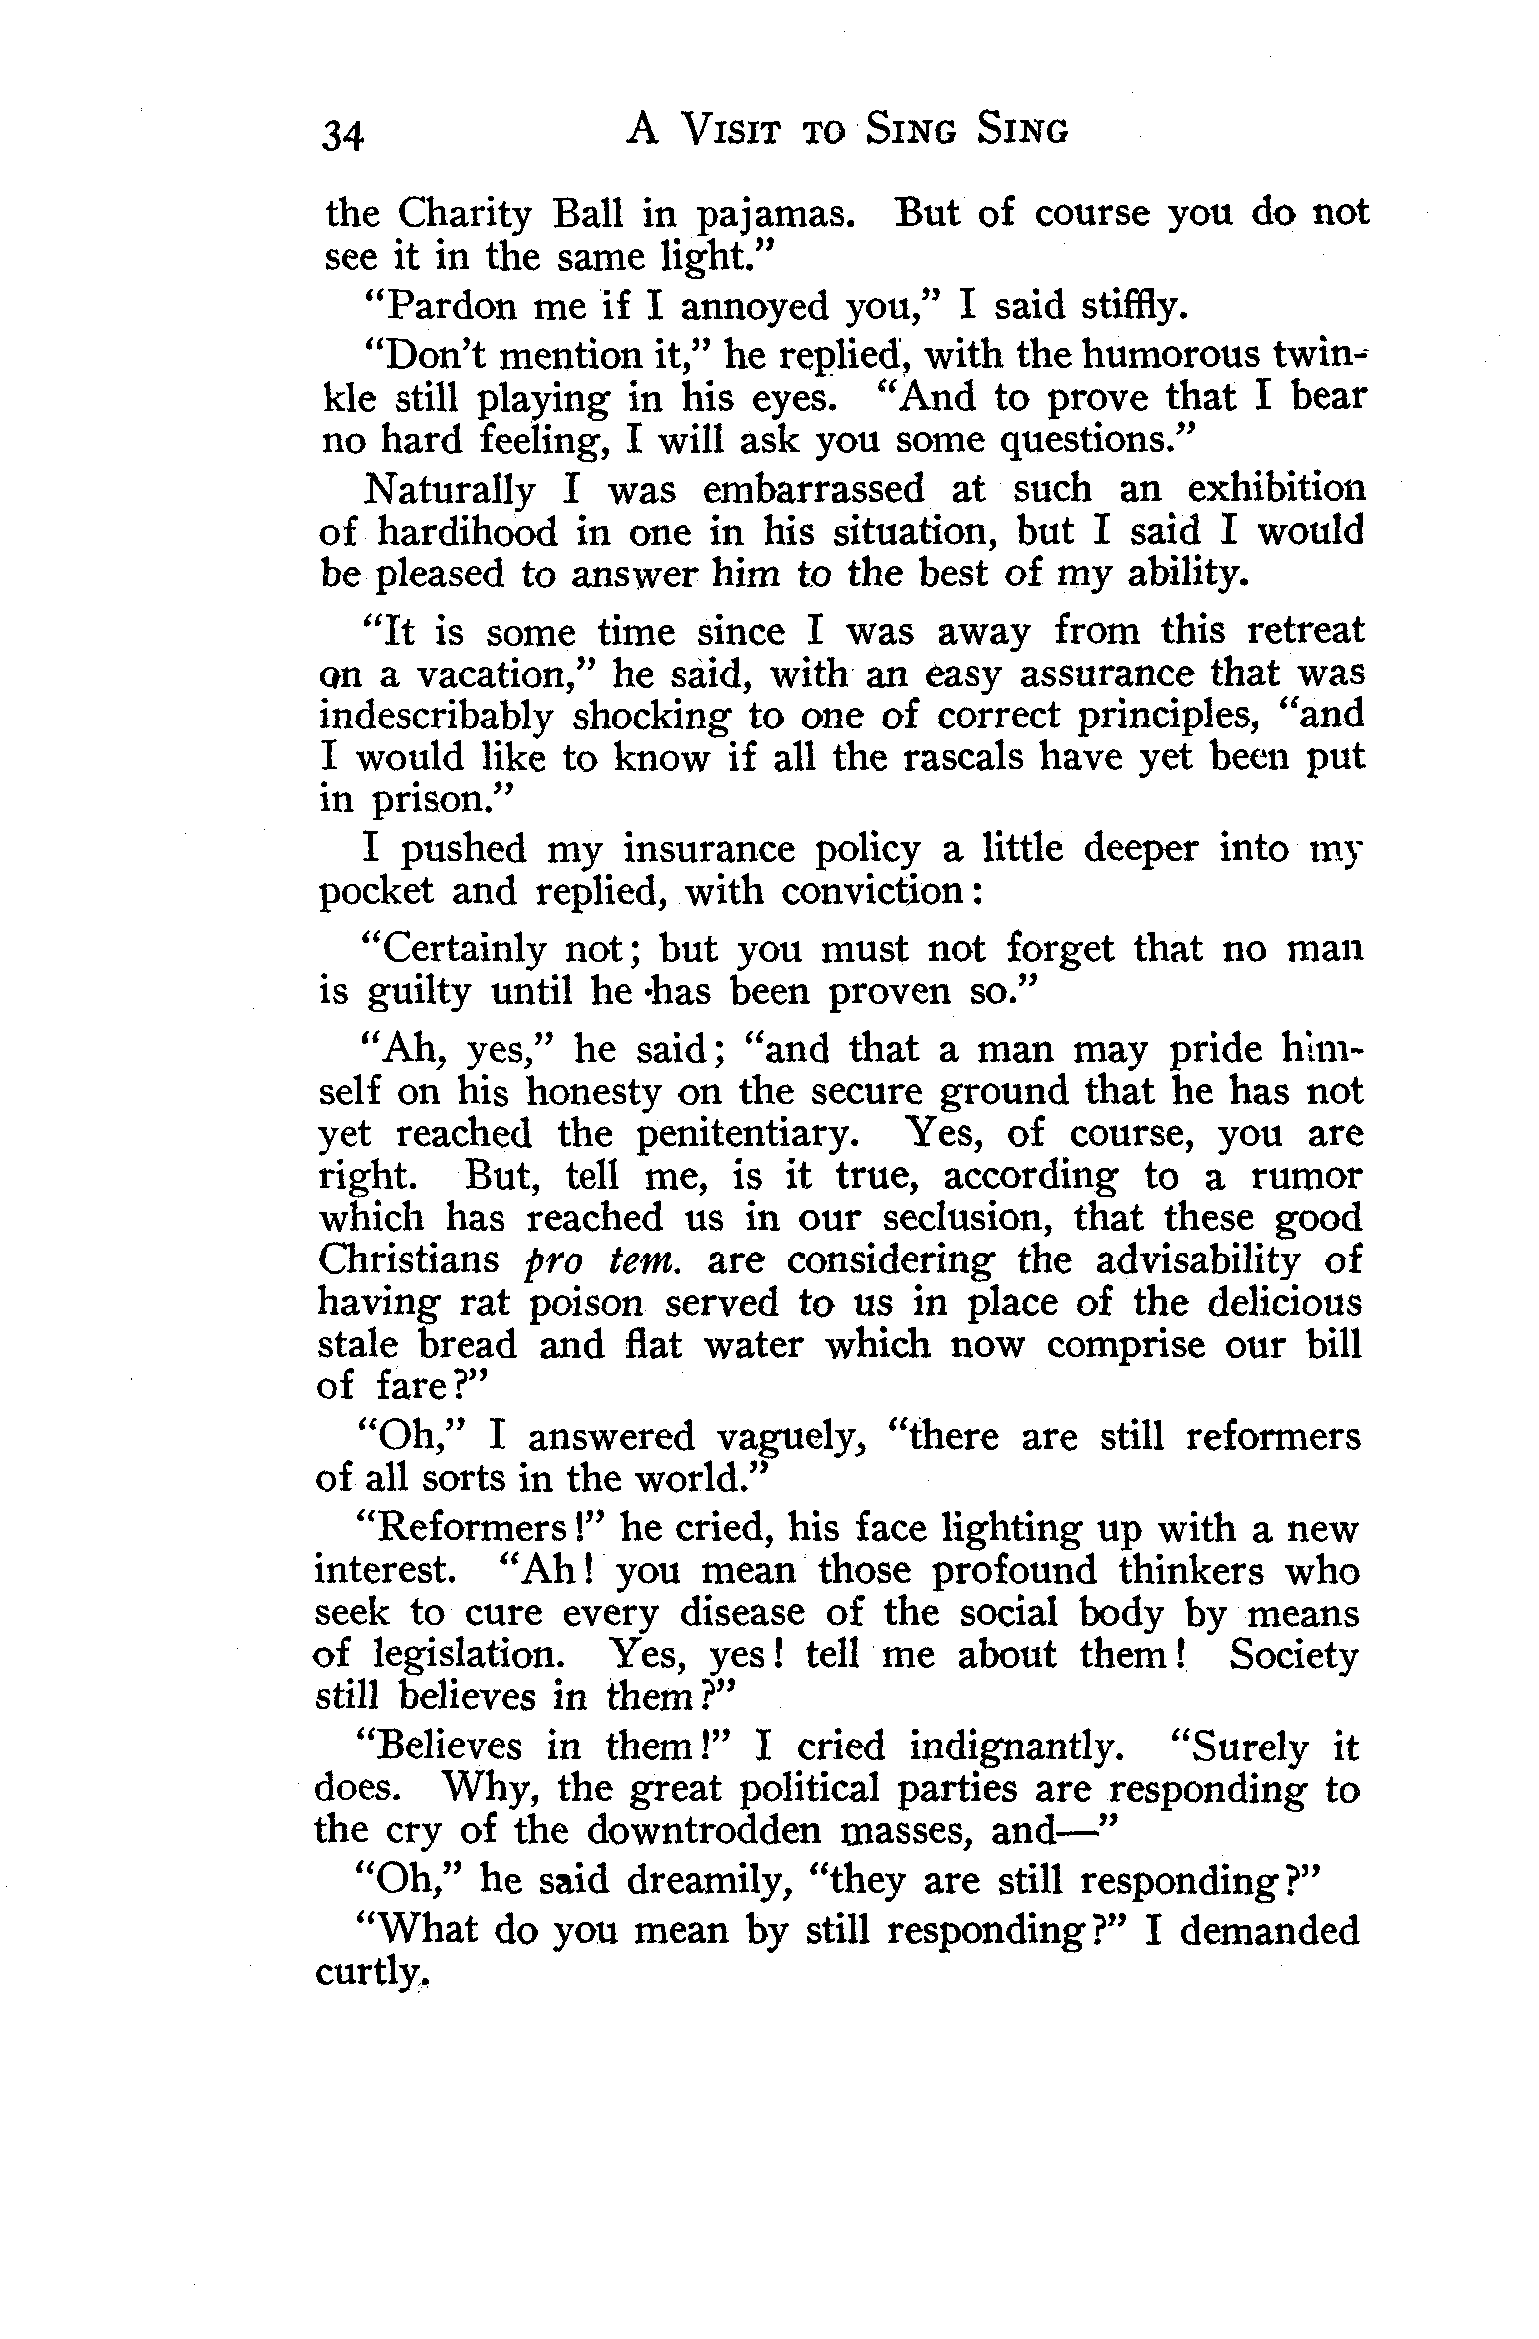 34 A VISIT TO SING SING
the Charity Ball in pajamas. But of course you do not
see it in the same light.”
“Pardon me if I annoyed you,” I said stiffly.
“Don’t mention it,” he replied, with the humorous twin-
kle still playing in his eyes. “And to prove that I bear
no hard feeling, I will ask you some questions.”
Naturally I was embarrassed at such an exhibition
of hardihood in one in his situation, but I said I would
be pleased to answer him to the best of my ability.
“It is some time since I was away from this retreat
on a vacation,” he said, with an easy assurance that was
indescribably shocking to one of correct principles, “and
I would like to know if all the rascals have yet been put
in prison.”
I pushed my insurance policy a little deeper into my
pocket and replied, with conviction:
“Certainly not; but you must not forget that no man
is guilty until he has been proven so.”
“Ah, yes,” he said; “and that a man may pride him-
self on his honesty on the secure ground that he has not
yet reached the penitentiary. Yes, of course, you are
right. But, tell me, is it true, according to a rumor
which has reached us in our seclusion, that these good
Christians pro tem. are considering the advisability of
having rat poison served to us in place of the delicious
stale bread and flat water which now comprise our bill
of fare?”
“Oh,” I answered vaguely, “there are still reformers
of all sorts in the world.”
“Reformers!” he cried, his face lighting up with a new
interest. “Ah! you mean those profound thinkers who
seek to cure every disease of the social body by means
of legislation. Yes, yes! tell me about them! Society
still believes in them?”
“Believes in them!” I cried indignantly. “Surely it
does. Why, the great political parties are responding to
the cry of the downtrodden masses, and—”
“Oh,” he said dreamily, “they are still responding?”
“What do you mean by still responding?” I demanded
curtly.